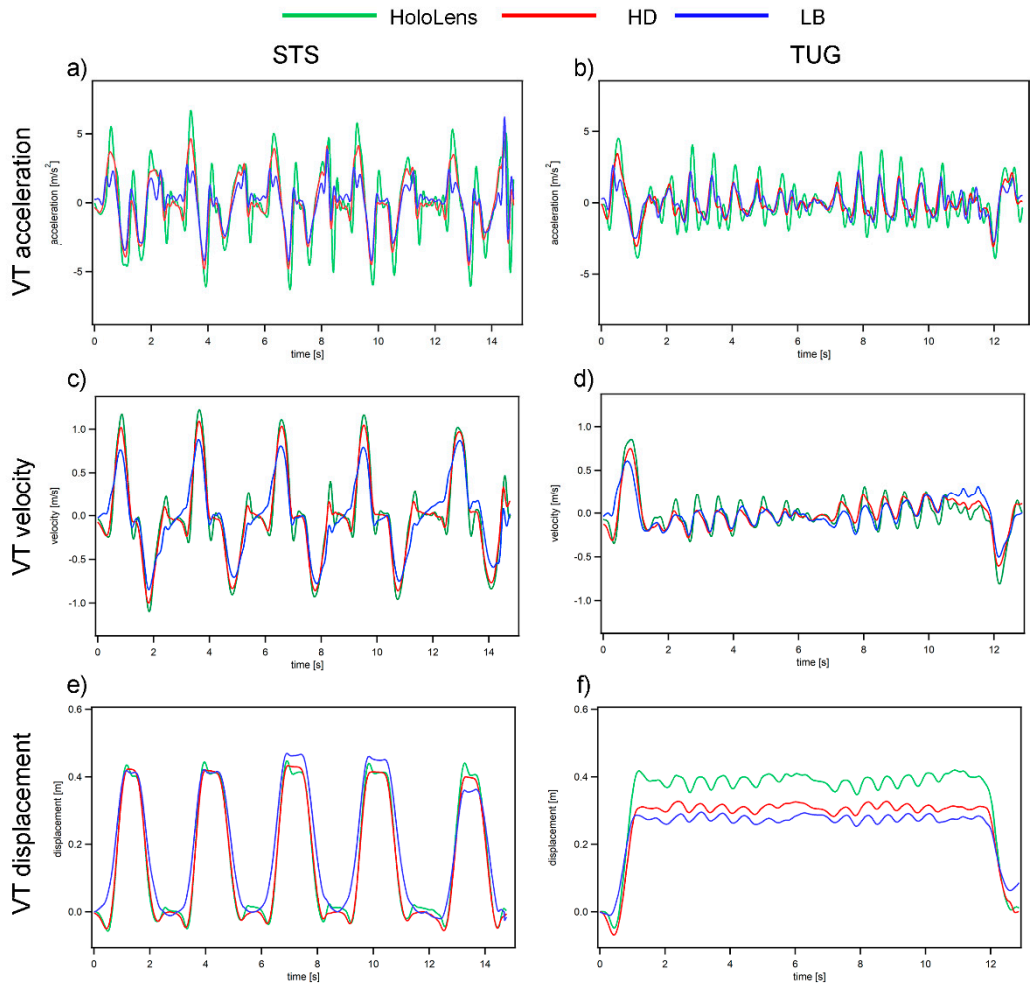 HoloLens HD LB
STS TUG
a) b)
VT acceleration
acceleration [m/s²]
5
0
-5
0 2 4 6 8 10 12 14
time [s]
acceleration [m/s²]
5
0
-5
0 2 4 6 8 10 12
time [s]
c) d)
VT velocity
velocity [m/s]
1.0
0.5
0.0
-0.5
-1.0
0 2 4 6 8 10 12 14
time [s]
velocity [m/s]
1.0
0.5
0.0
-0.5
-1.0
0 2 4 6 8 10 12
time [s]
e) f)
VT displacement
displacement [m]
0.6
0.4
0.2
0.0
0 2 4 6 8 10 12 14
time [s]
displacement [m]
0.6
0.4
0.2
0.0
0 2 4 6 8 10 12
time [s]